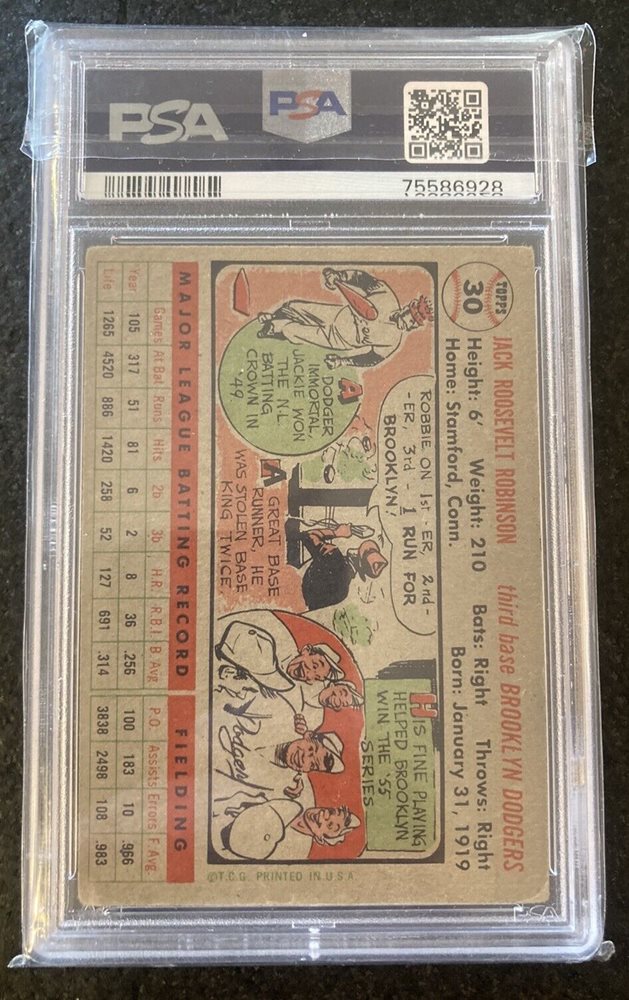 PSA
PSA
75586928
TOPPS
30
JACK ROOSEVELT ROBINSON third base BROOKLYN DODGERS
Height: 6' Weight: 210 Bats: Right Throws: Right
Home: Stamford, Conn. Born: January 31, 1919
A
DODGER
IMMORTAL,
JACKIE WON
THE N.L.
BATTING
CROWN IN
49
ROBBIE ON 1st -ER, 2nd-
-ER, 3rd - 1 RUN FOR
BROOKLYN!
A GREAT BASE
RUNNER, HE
WAS STOLEN BASE
KING TWICE.
HIS FINE PLAYING
HELPED BROOKLYN
WIN THE '55
SERIES
Dodgers
MAJOR LEAGUE BATTING RECORD FIELDING
Games At Bat Runs Hits 2b 3b H.R. R.B.I. B. Avg. P.O. Assists Errors F. Avg.
Year 105 317 51 81 6 2 8 36 .256 100 183 10 .966
Life 1265 4520 886 1420 258 52 127 691 .314 3838 2498 108 .983
©T.C.G. PRINTED IN U.S.A.
PSA